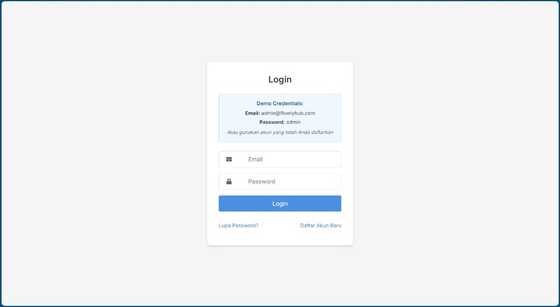 Login
Demo Credentials:
Email: admin@flowryhub.com
Password: admin
Atau gunakan akun yang telah Anda daftarkan
Email
Password
Login
Lupa Password? Daftar Akun Baru